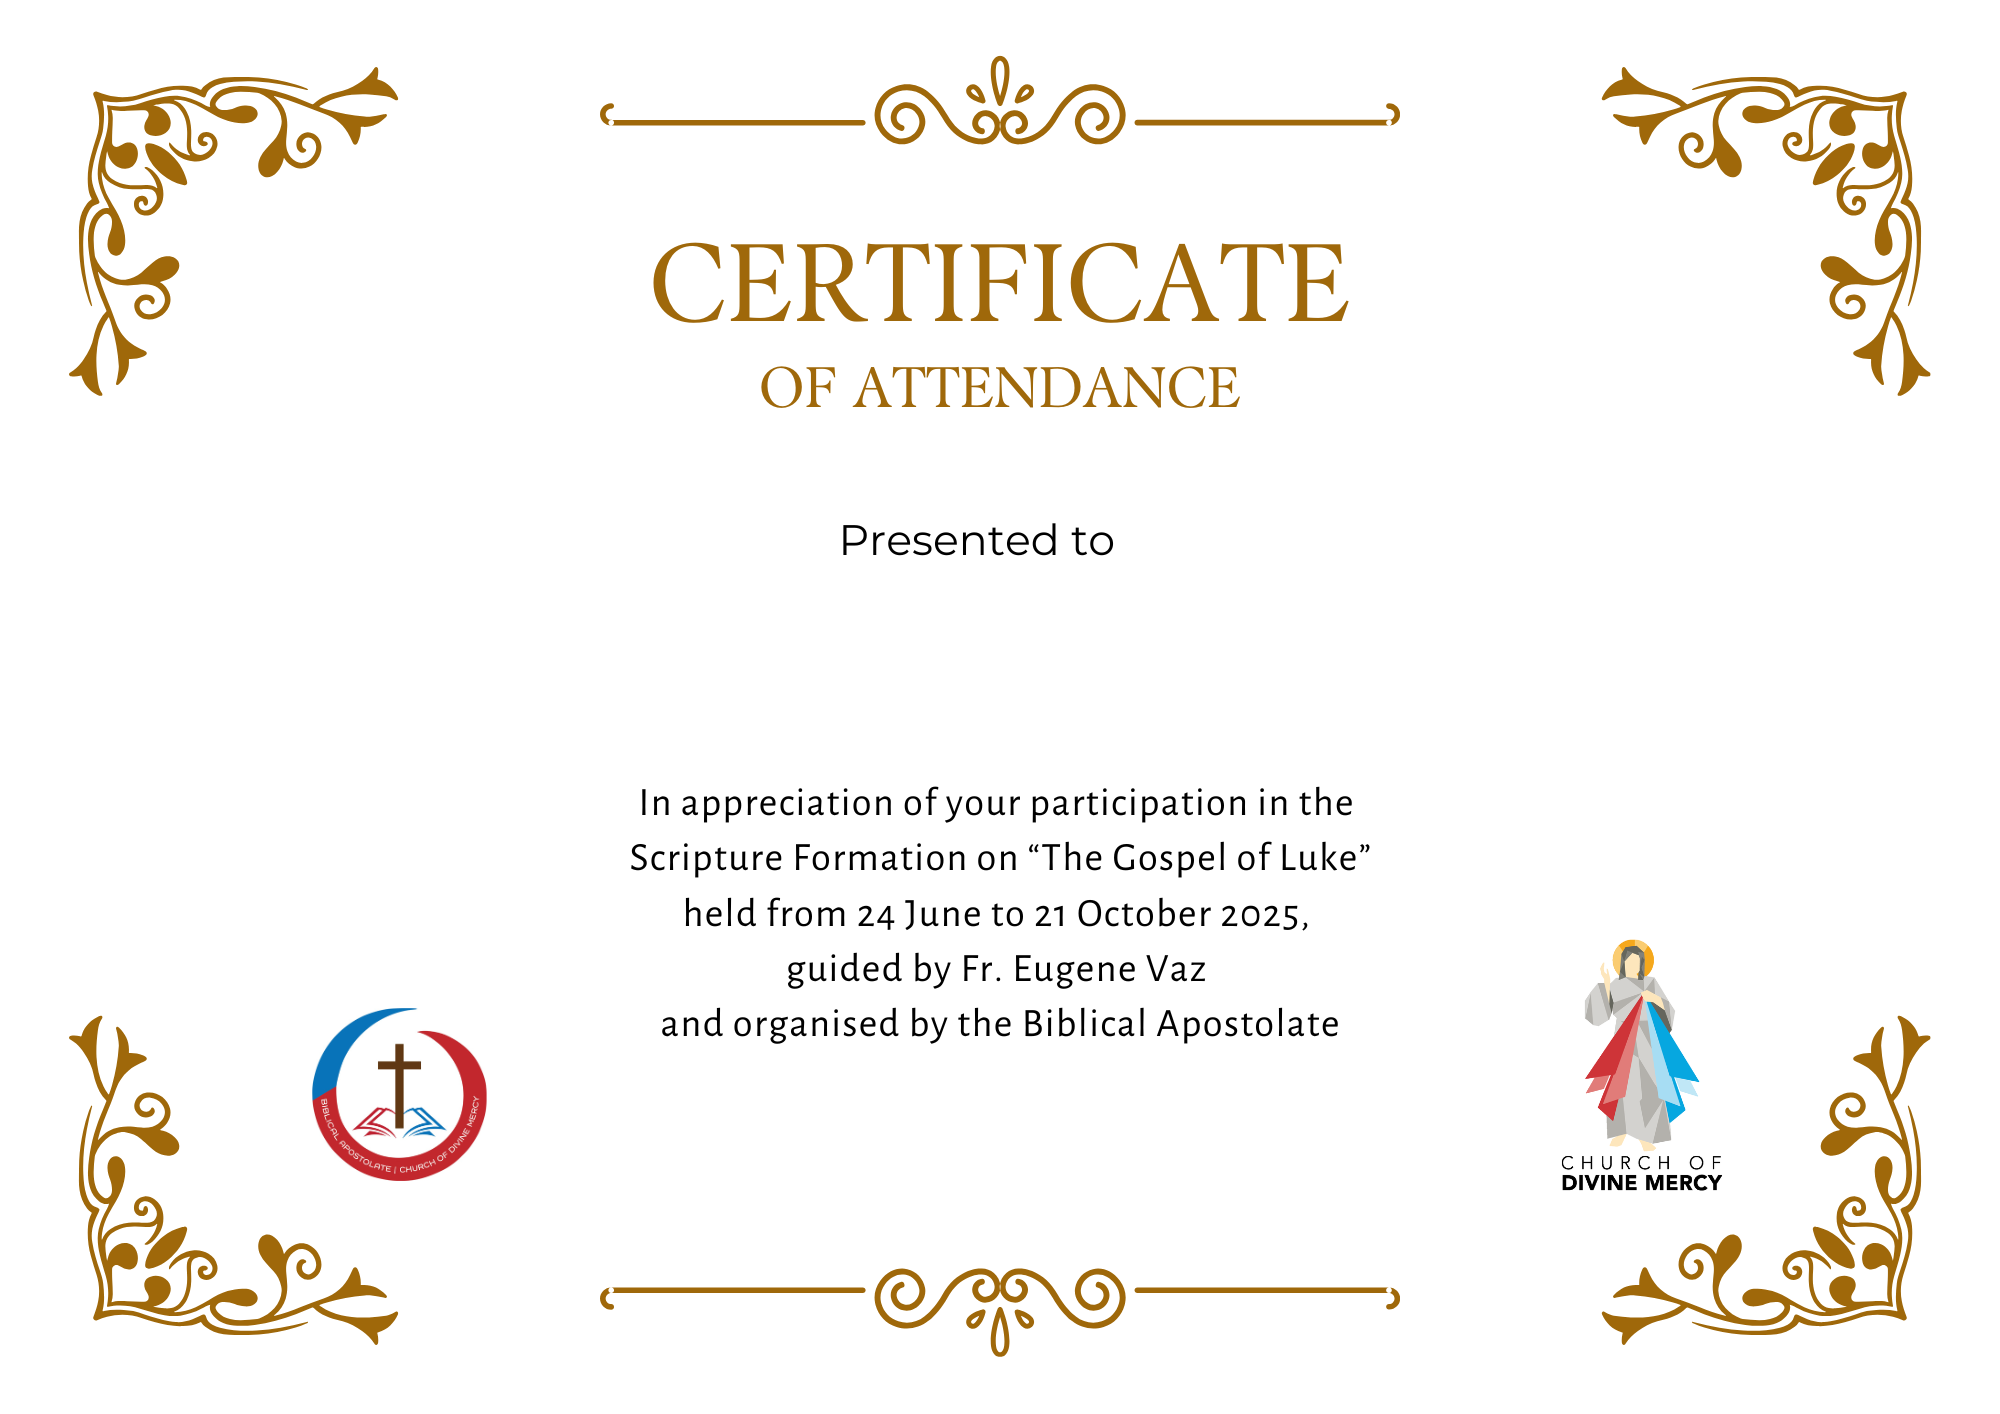 CERTIFICATE
OF ATTENDANCE
Presented to
In appreciation of your participation in the
Scripture Formation on “The Gospel of Luke”
held from 24 June to 21 October 2025,
guided by Fr. Eugene Vaz
and organised by the Biblical Apostolate
BIBLICAL APOSTOLATE | CHURCH OF DIVINE MERCY
CHURCH OF
DIVINE MERCY